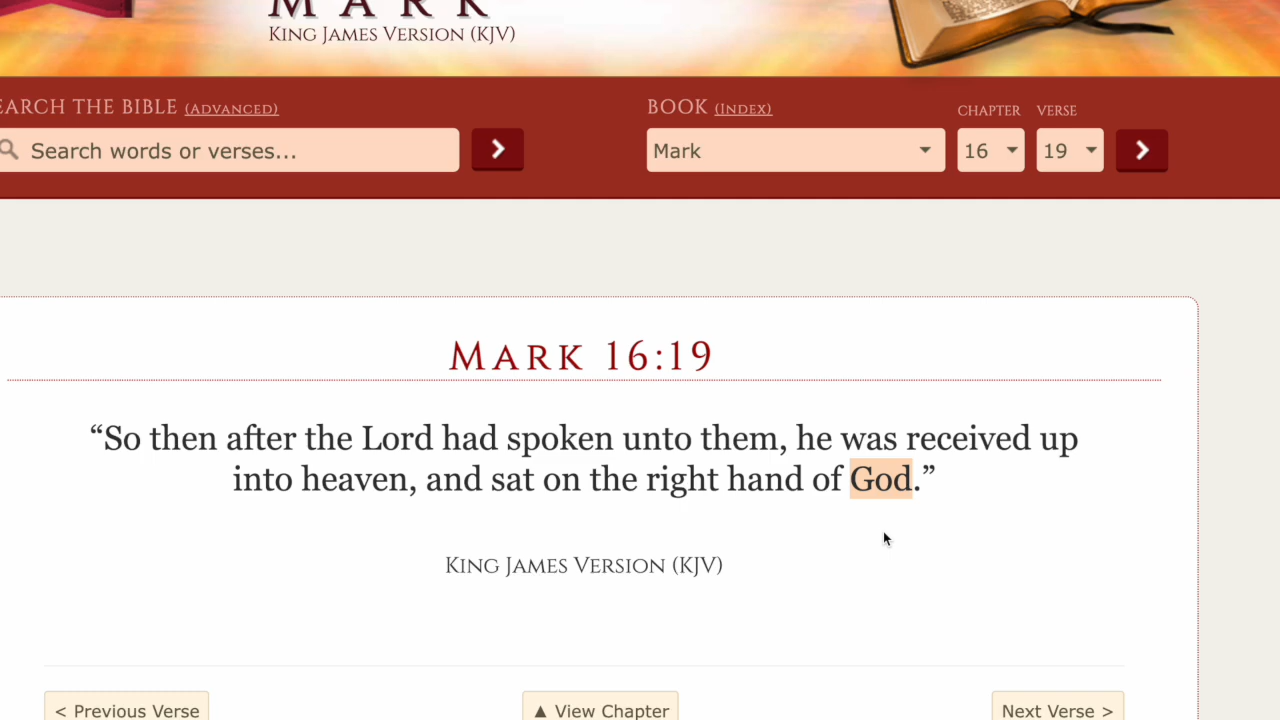 MARK
KING JAMES VERSION (KJV)
EARCH THE BIBLE (ADVANCED)
BOOK (INDEX)
CHAPTER
VERSE
Search words or verses...
Mark
16
19
MARK 16:19
“So then after the Lord had spoken unto them, he was received up
into heaven, and sat on the right hand of God.”
KING JAMES VERSION (KJV)
< Previous Verse
▲ View Chapter
Next Verse >